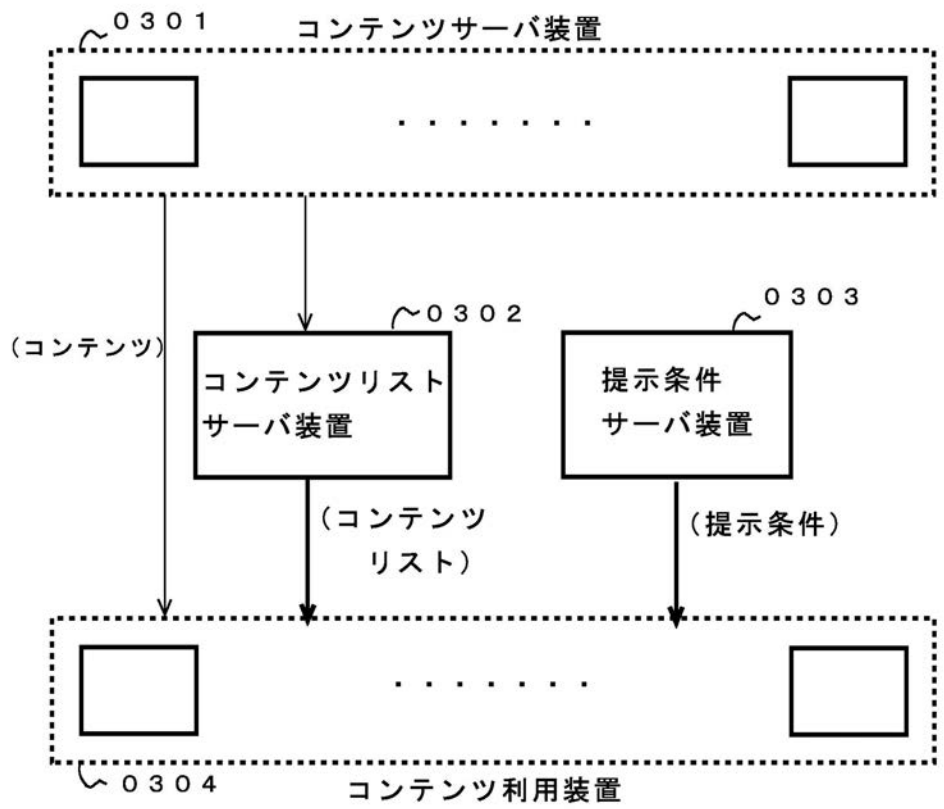 ０３０１
コンテンツサーバ装置
・・・・・・・
０３０２
０３０３
（コンテンツ）
コンテンツリスト
サーバ装置
提示条件
サーバ装置
（コンテンツ
リスト）
（提示条件）
・・・・・・・
０３０４
コンテンツ利用装置